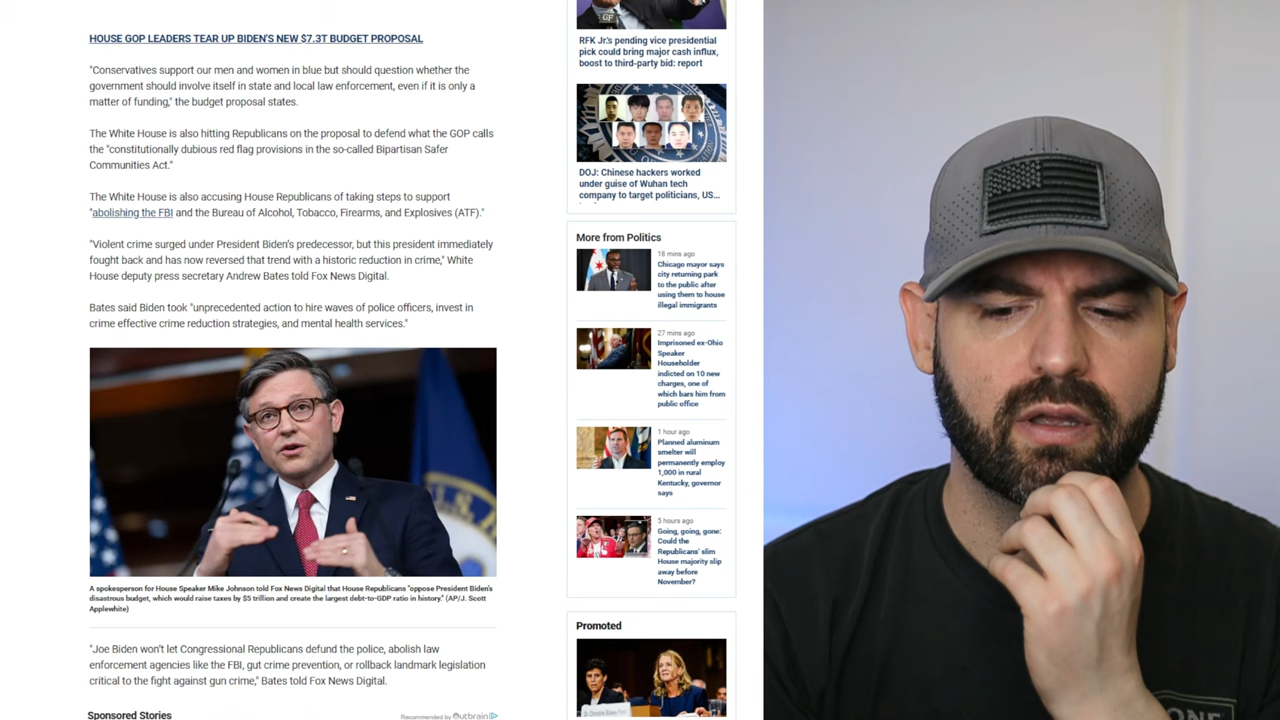 HOUSE GOP LEADERS TEAR UP BIDEN'S NEW $7.3T BUDGET PROPOSAL
"Conservatives support our men and women in blue but should question whether the
government should involve itself in state and local law enforcement, even if it is only a
matter of funding," the budget proposal states.
The White House is also hitting Republicans on the proposal to defend what the GOP calls
the "constitutionally dubious red flag provisions in the so-called Bipartisan Safer
Communities Act."
The White House is also accusing House Republicans of taking steps to support
"abolishing the FBI and the Bureau of Alcohol, Tobacco, Firearms, and Explosives (ATF)."
"Violent crime surged under President Biden's predecessor, but this president immediately
fought back and has now reversed that trend with a historic reduction in crime," White
House deputy press secretary Andrew Bates told Fox News Digital.
Bates said Biden took "unprecedented action to hire waves of police officers, invest in
crime effective crime reduction strategies, and mental health services."
A spokesperson for House Speaker Mike Johnson told Fox News Digital that House Republicans "oppose President Biden's
disastrous budget, which would raise taxes by $5 trillion and create the largest debt-to-GDP ratio in history." (AP/J. Scott
Applewhite)
"Joe Biden won't let Congressional Republicans defund the police, abolish law
enforcement agencies like the FBI, gut crime prevention, or rollback landmark legislation
critical to the fight against gun crime," Bates told Fox News Digital.
Sponsored Stories
Recommended by Outbrain
GF
RFK Jr.'s pending vice presidential
pick could bring major cash influx,
boost to third-party bid: report
DOJ: Chinese hackers worked
under guise of Wuhan tech
company to target politicians, US...
More from Politics
18 mins ago
Chicago mayor says
city returning park
to the public after
using them to house
illegal immigrants
27 mins ago
Imprisoned ex-Ohio
Speaker
Householder
indicted on 10 new
charges, one of
which bars him from
public office
1 hour ago
Planned aluminum
smelter will
permanently employ
1,000 in rural
Kentucky, governor
says
5 hours ago
Going, going, gone:
Could the
Republicans' slim
House majority slip
away before
November?
Promoted